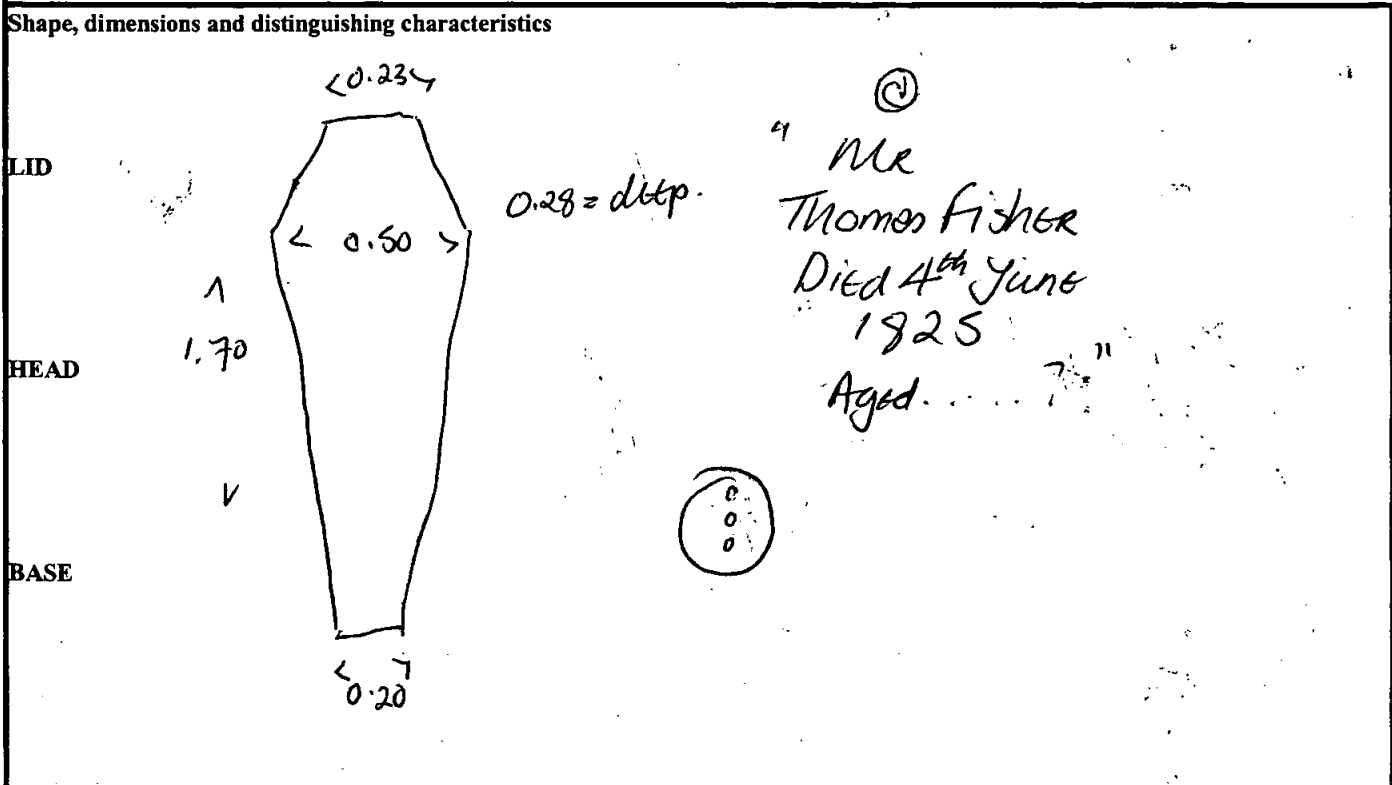 Shape, dimensions and distinguishing characteristics
<0.23>
LID
0.28 = deep.
< 0.50 >
1.70
HEAD
BASE
<0.20>
"Mr
Thomas Fisher
Died 4th June
1825
Aged..... 7."